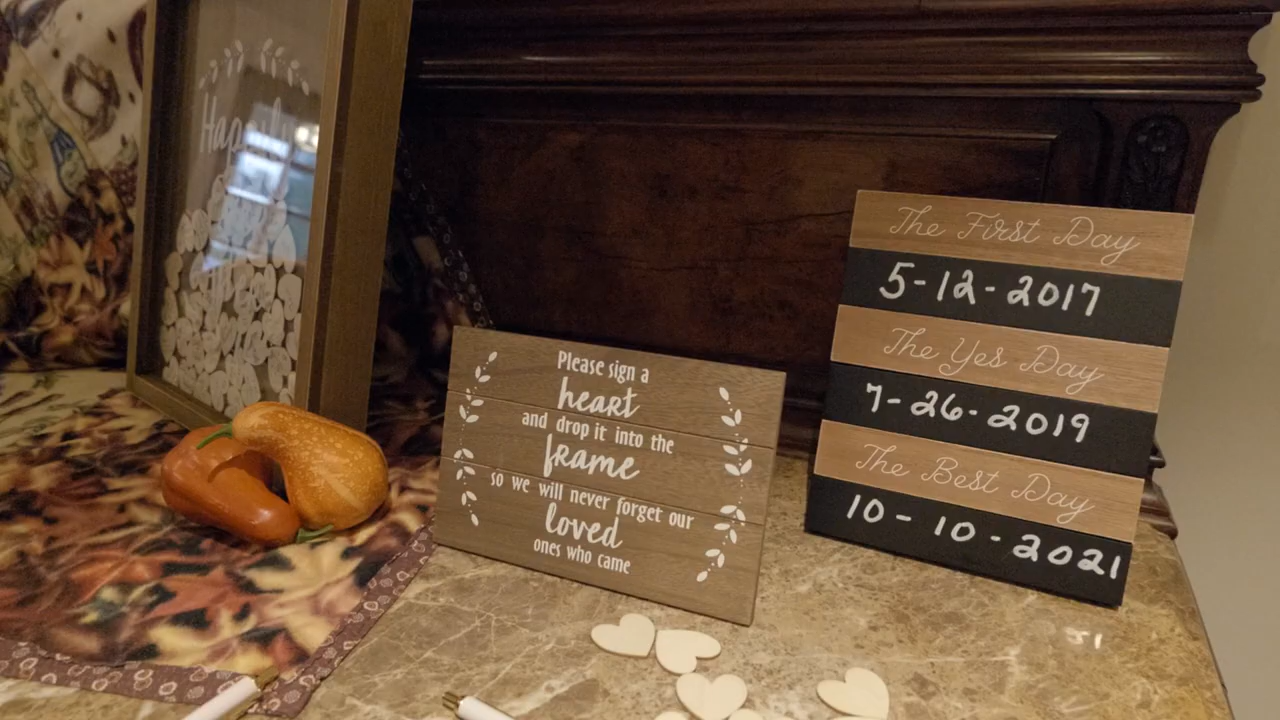 Happily
Please sign a
heart
and drop it into the
frame
so we will never forget our
loved
ones who came
The First Day
5-12-2017
The Yes Day
7-26-2019
The Best Day
10-10-2021